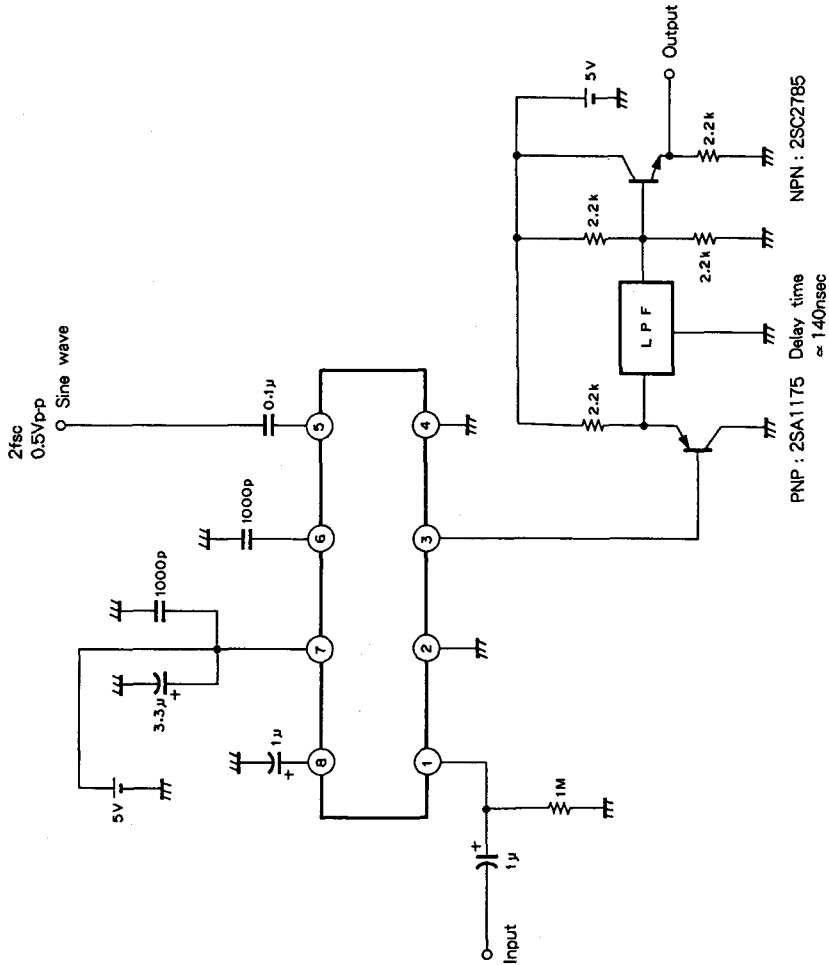 2fsc
0.5Vp-p
Sine wave
5V
3.3μ
+
1000p
1000p
0.1μ
1μ
+
8
7
6
5
1
2
3
4
Input
+
1μ
1M
2.2k
LPF
2.2k
2.2k
5V
Output
2.2k
PNP : 2SA1175
Delay time
≃ 140nsec
NPN : 2SC2785